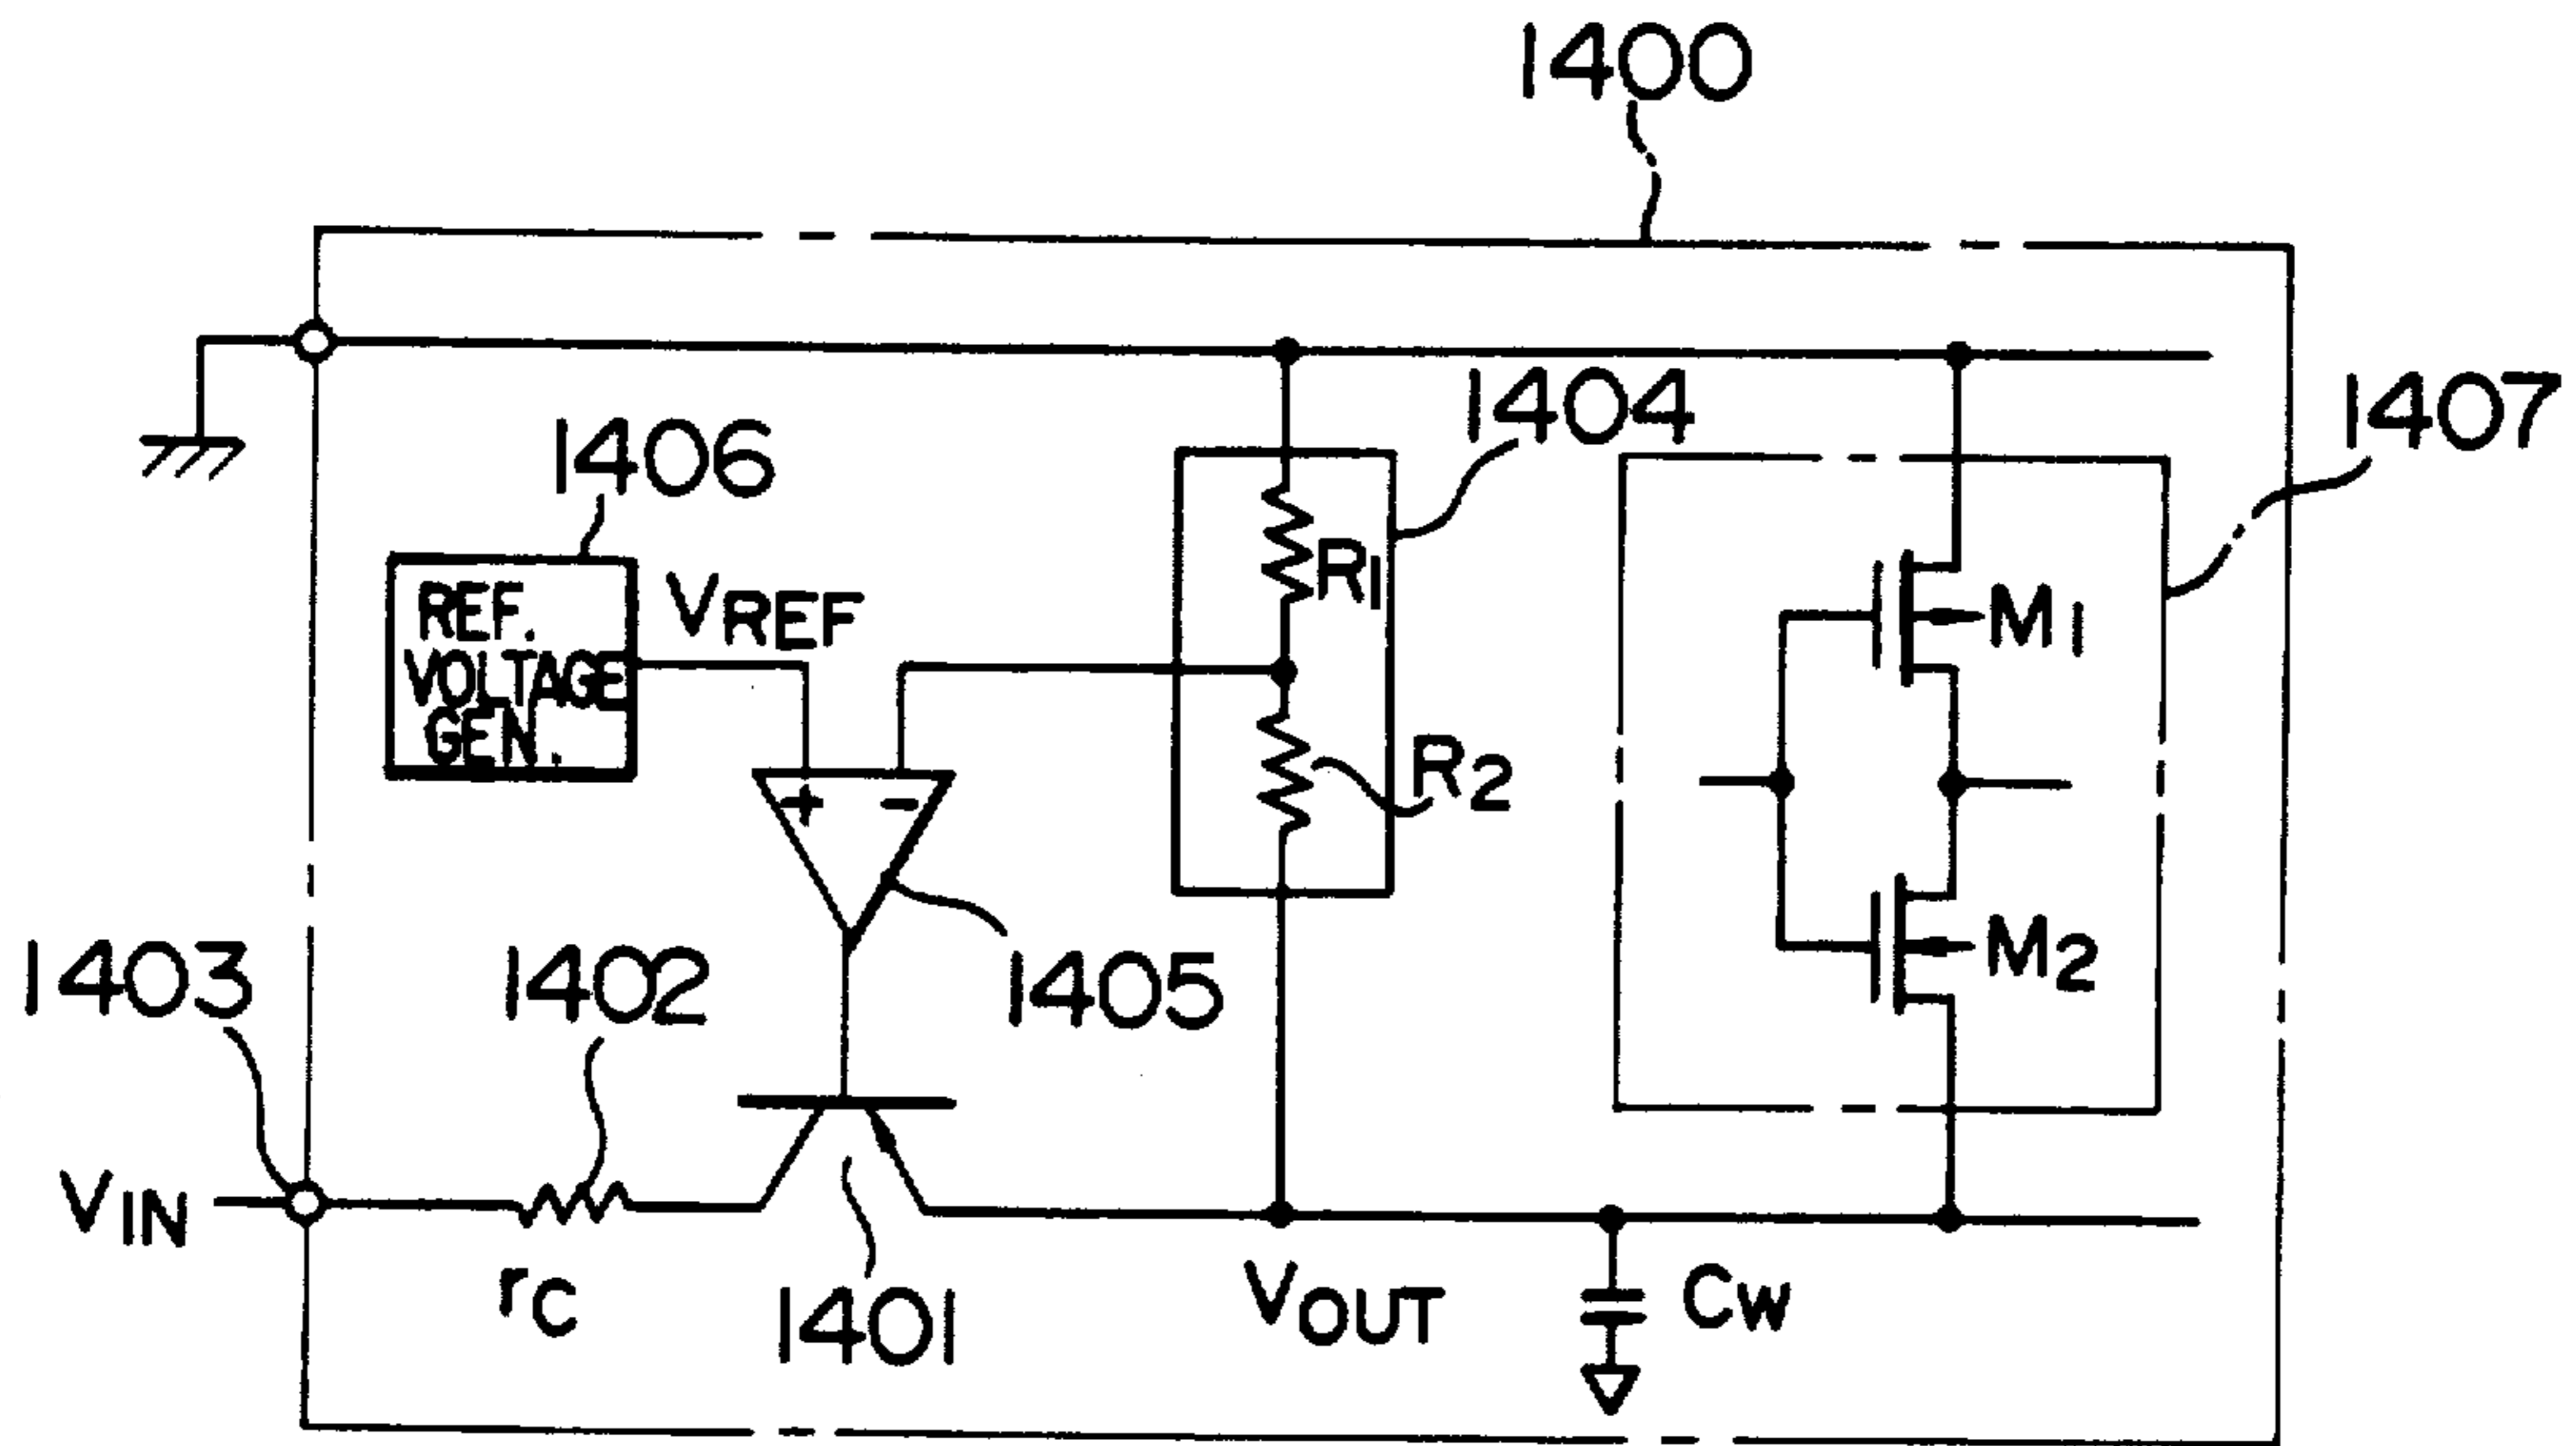 1400
1404
1407
1406
REF.
VOLTAGE
GEN.
VREF
R1
M1
+
-
R2
1403
1402
1405
M2
VIN
rC
1401
VOUT
CW